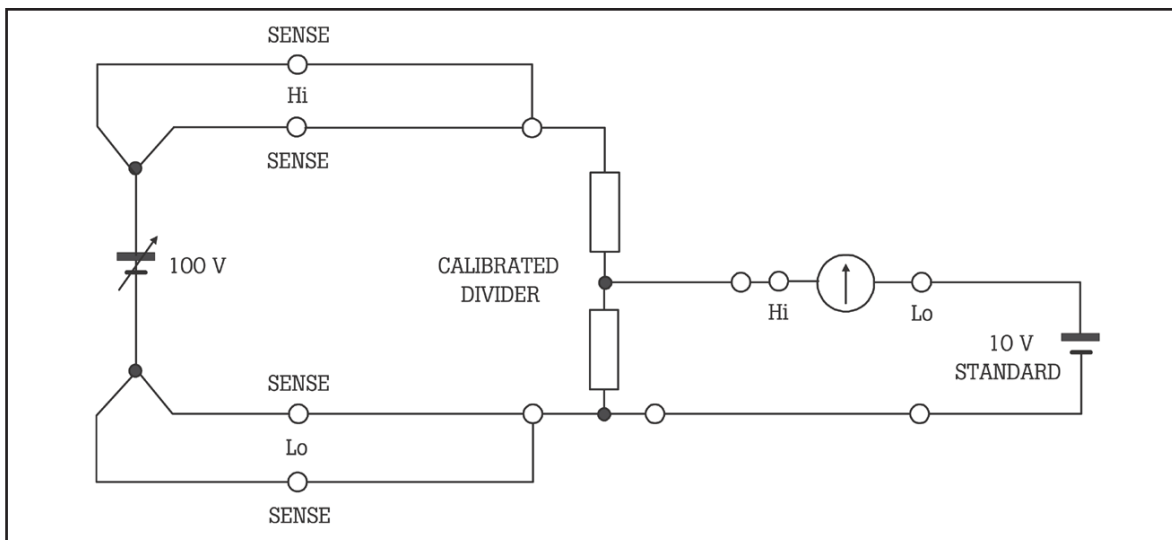 SENSE
Hi
SENSE
100 V
CALIBRATED
DIVIDER
Hi
Lo
10 V
STANDARD
SENSE
Lo
SENSE